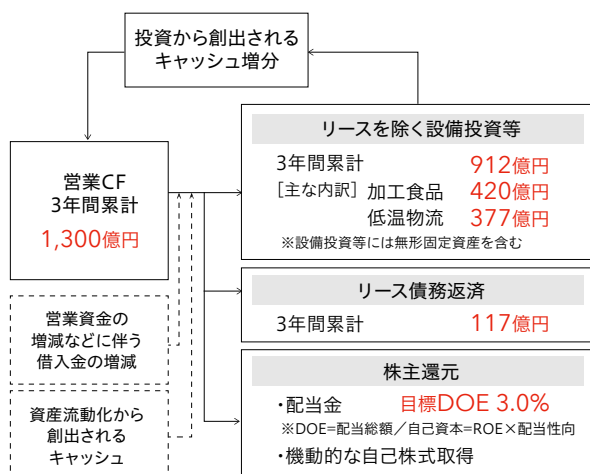 投資から創出される
キャッシュ増分
営業CF
3年間累計
1,300億円
営業資金の
増減などに伴う
借入金の増減
資産流動化から
創出される
キャッシュ
リースを除く設備投資等
3年間累計 912億円
[主な内訳] 加工食品 420億円
低温物流 377億円
※設備投資等には無形固定資産を含む
リース債務返済
3年間累計 117億円
株主還元
・配当金 目標DOE 3.0%
※DOE=配当総額／自己資本=ROE×配当性向
・機動的な自己株式取得